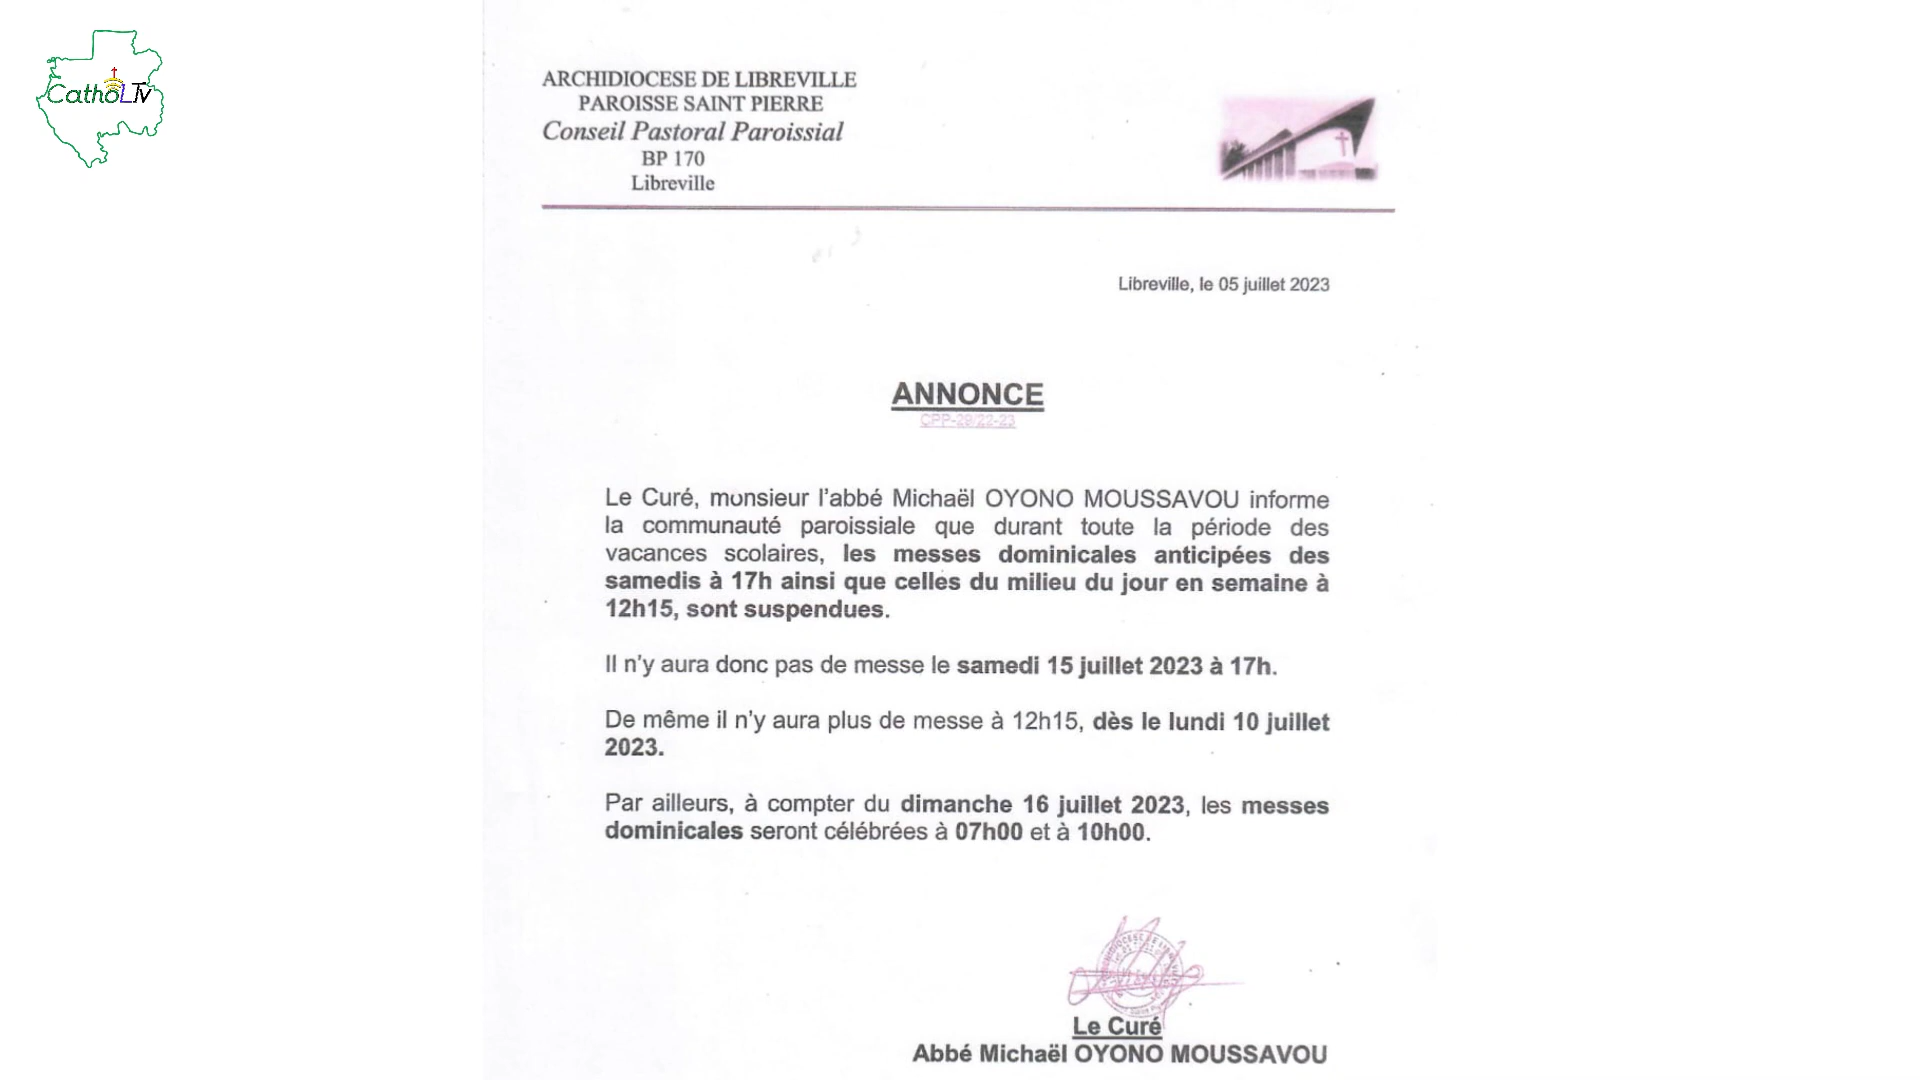 CathoLTv
ARCHIDIOCESE DE LIBREVILLE
PAROISSE SAINT PIERRE
Conseil Pastoral Paroissial
BP 170
Libreville
Libreville, le 05 juillet 2023
ANNONCE
CPP-29/22-23
Le Curé, monsieur l'abbé Michaël OYONO MOUSSAVOU informe
la communauté paroissiale que durant toute la période des
vacances scolaires, les messes dominicales anticipées des
samedis à 17h ainsi que celles du milieu du jour en semaine à
12h15, sont suspendues.
Il n'y aura donc pas de messe le samedi 15 juillet 2023 à 17h.
De même il n'y aura plus de messe à 12h15, dès le lundi 10 juillet
2023.
Par ailleurs, à compter du dimanche 16 juillet 2023, les messes
dominicales seront célébrées à 07h00 et à 10h00.
Le Curé
Abbé Michaël OYONO MOUSSAVOU